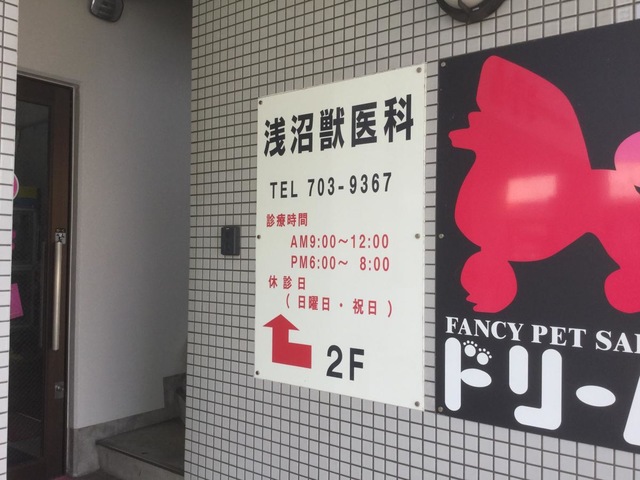 浅沼獣医科
TEL 703-9367
診療時間
AM9:00〜12:00
PM6:00〜 8:00
休診日
(日曜日・祝日)
2F
FANCY PET
ドリー